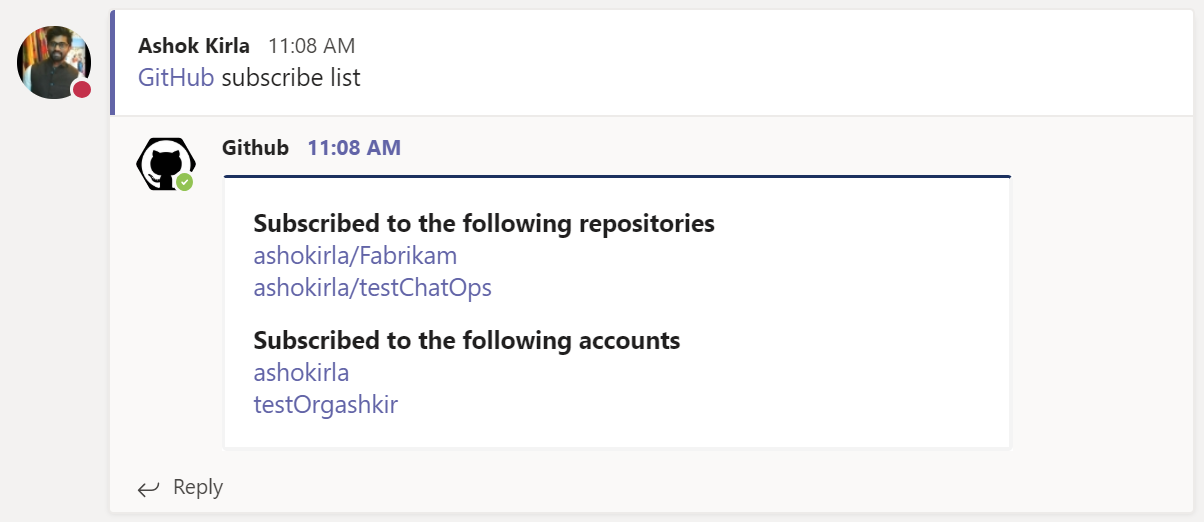 Ashok Kirla 11:08 AM
GitHub subscribe list
Github 11:08 AM
Subscribed to the following repositories
ashokirla/Fabrikam
ashokirla/testChatOps
Subscribed to the following accounts
ashokirla
testOrgashkir
Reply